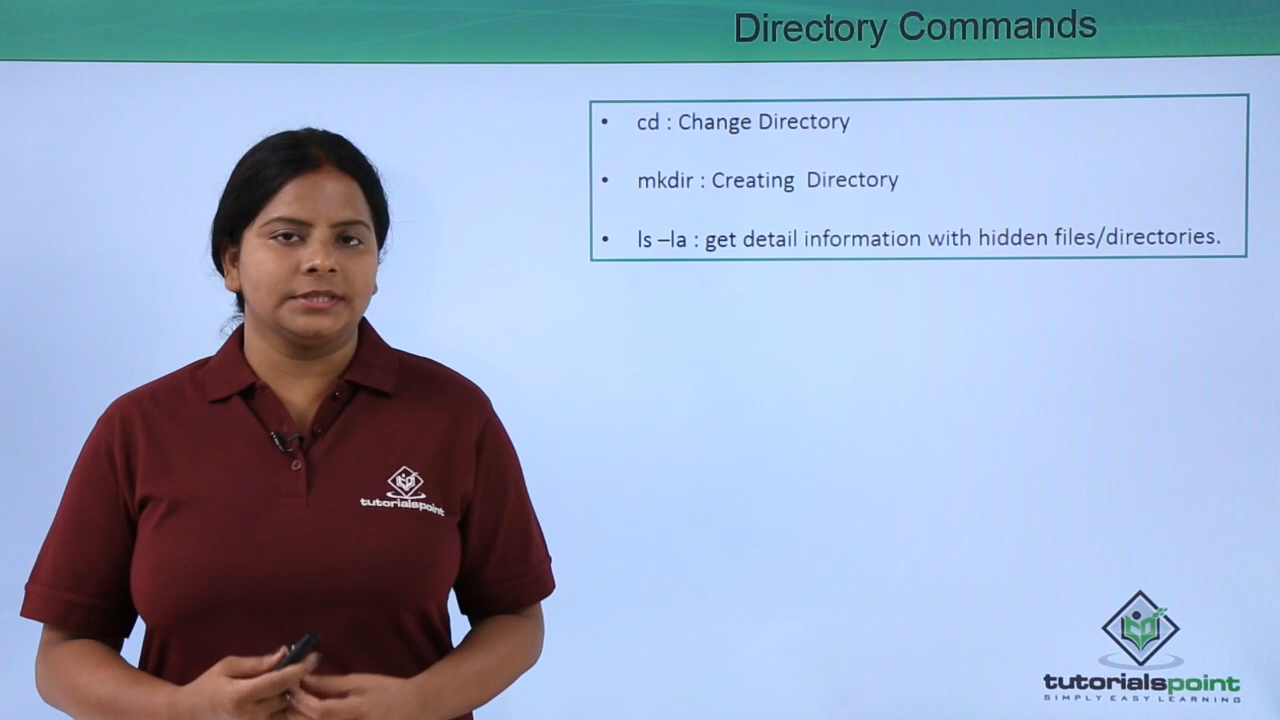 Directory Commands
• cd : Change Directory
• mkdir : Creating  Directory
• ls –la : get detail information with hidden files/directories.
tutorialspoint
tutorialspoint
SIMPLY EASY LEARNING